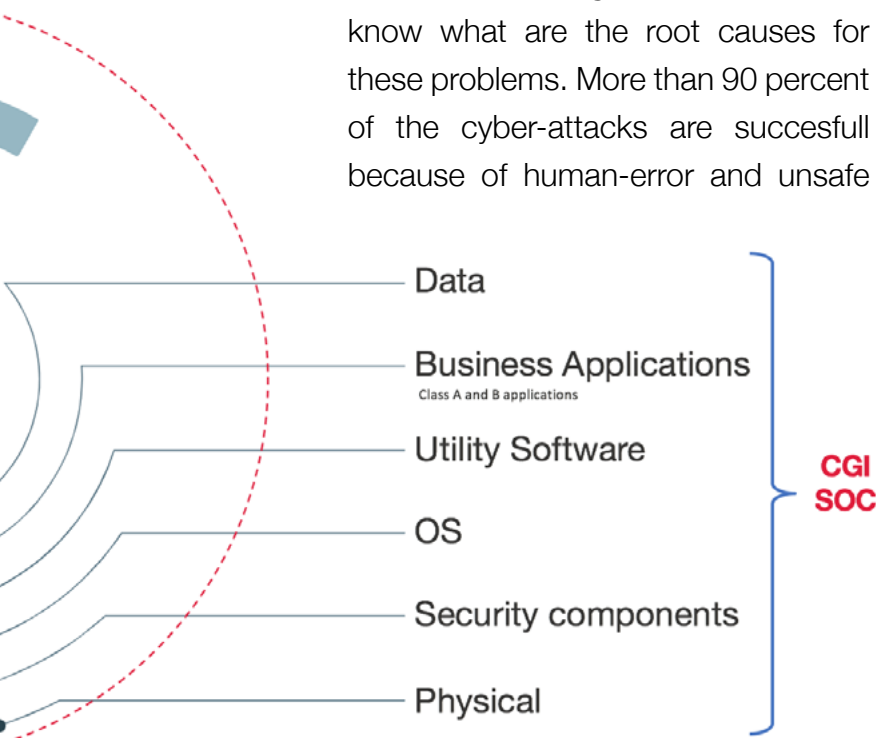 know what are the root causes for
these problems. More than 90 percent
of the cyber-attacks are succesfull
because of human-error and unsafe
Data
Business Applications
Class A and B applications
Utility Software
OS
Security components
Physical
CGI
SOC